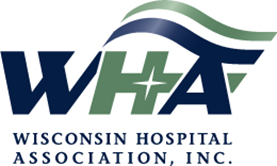 WHA
WISCONSIN HOSPITAL
ASSOCIATION, INC.